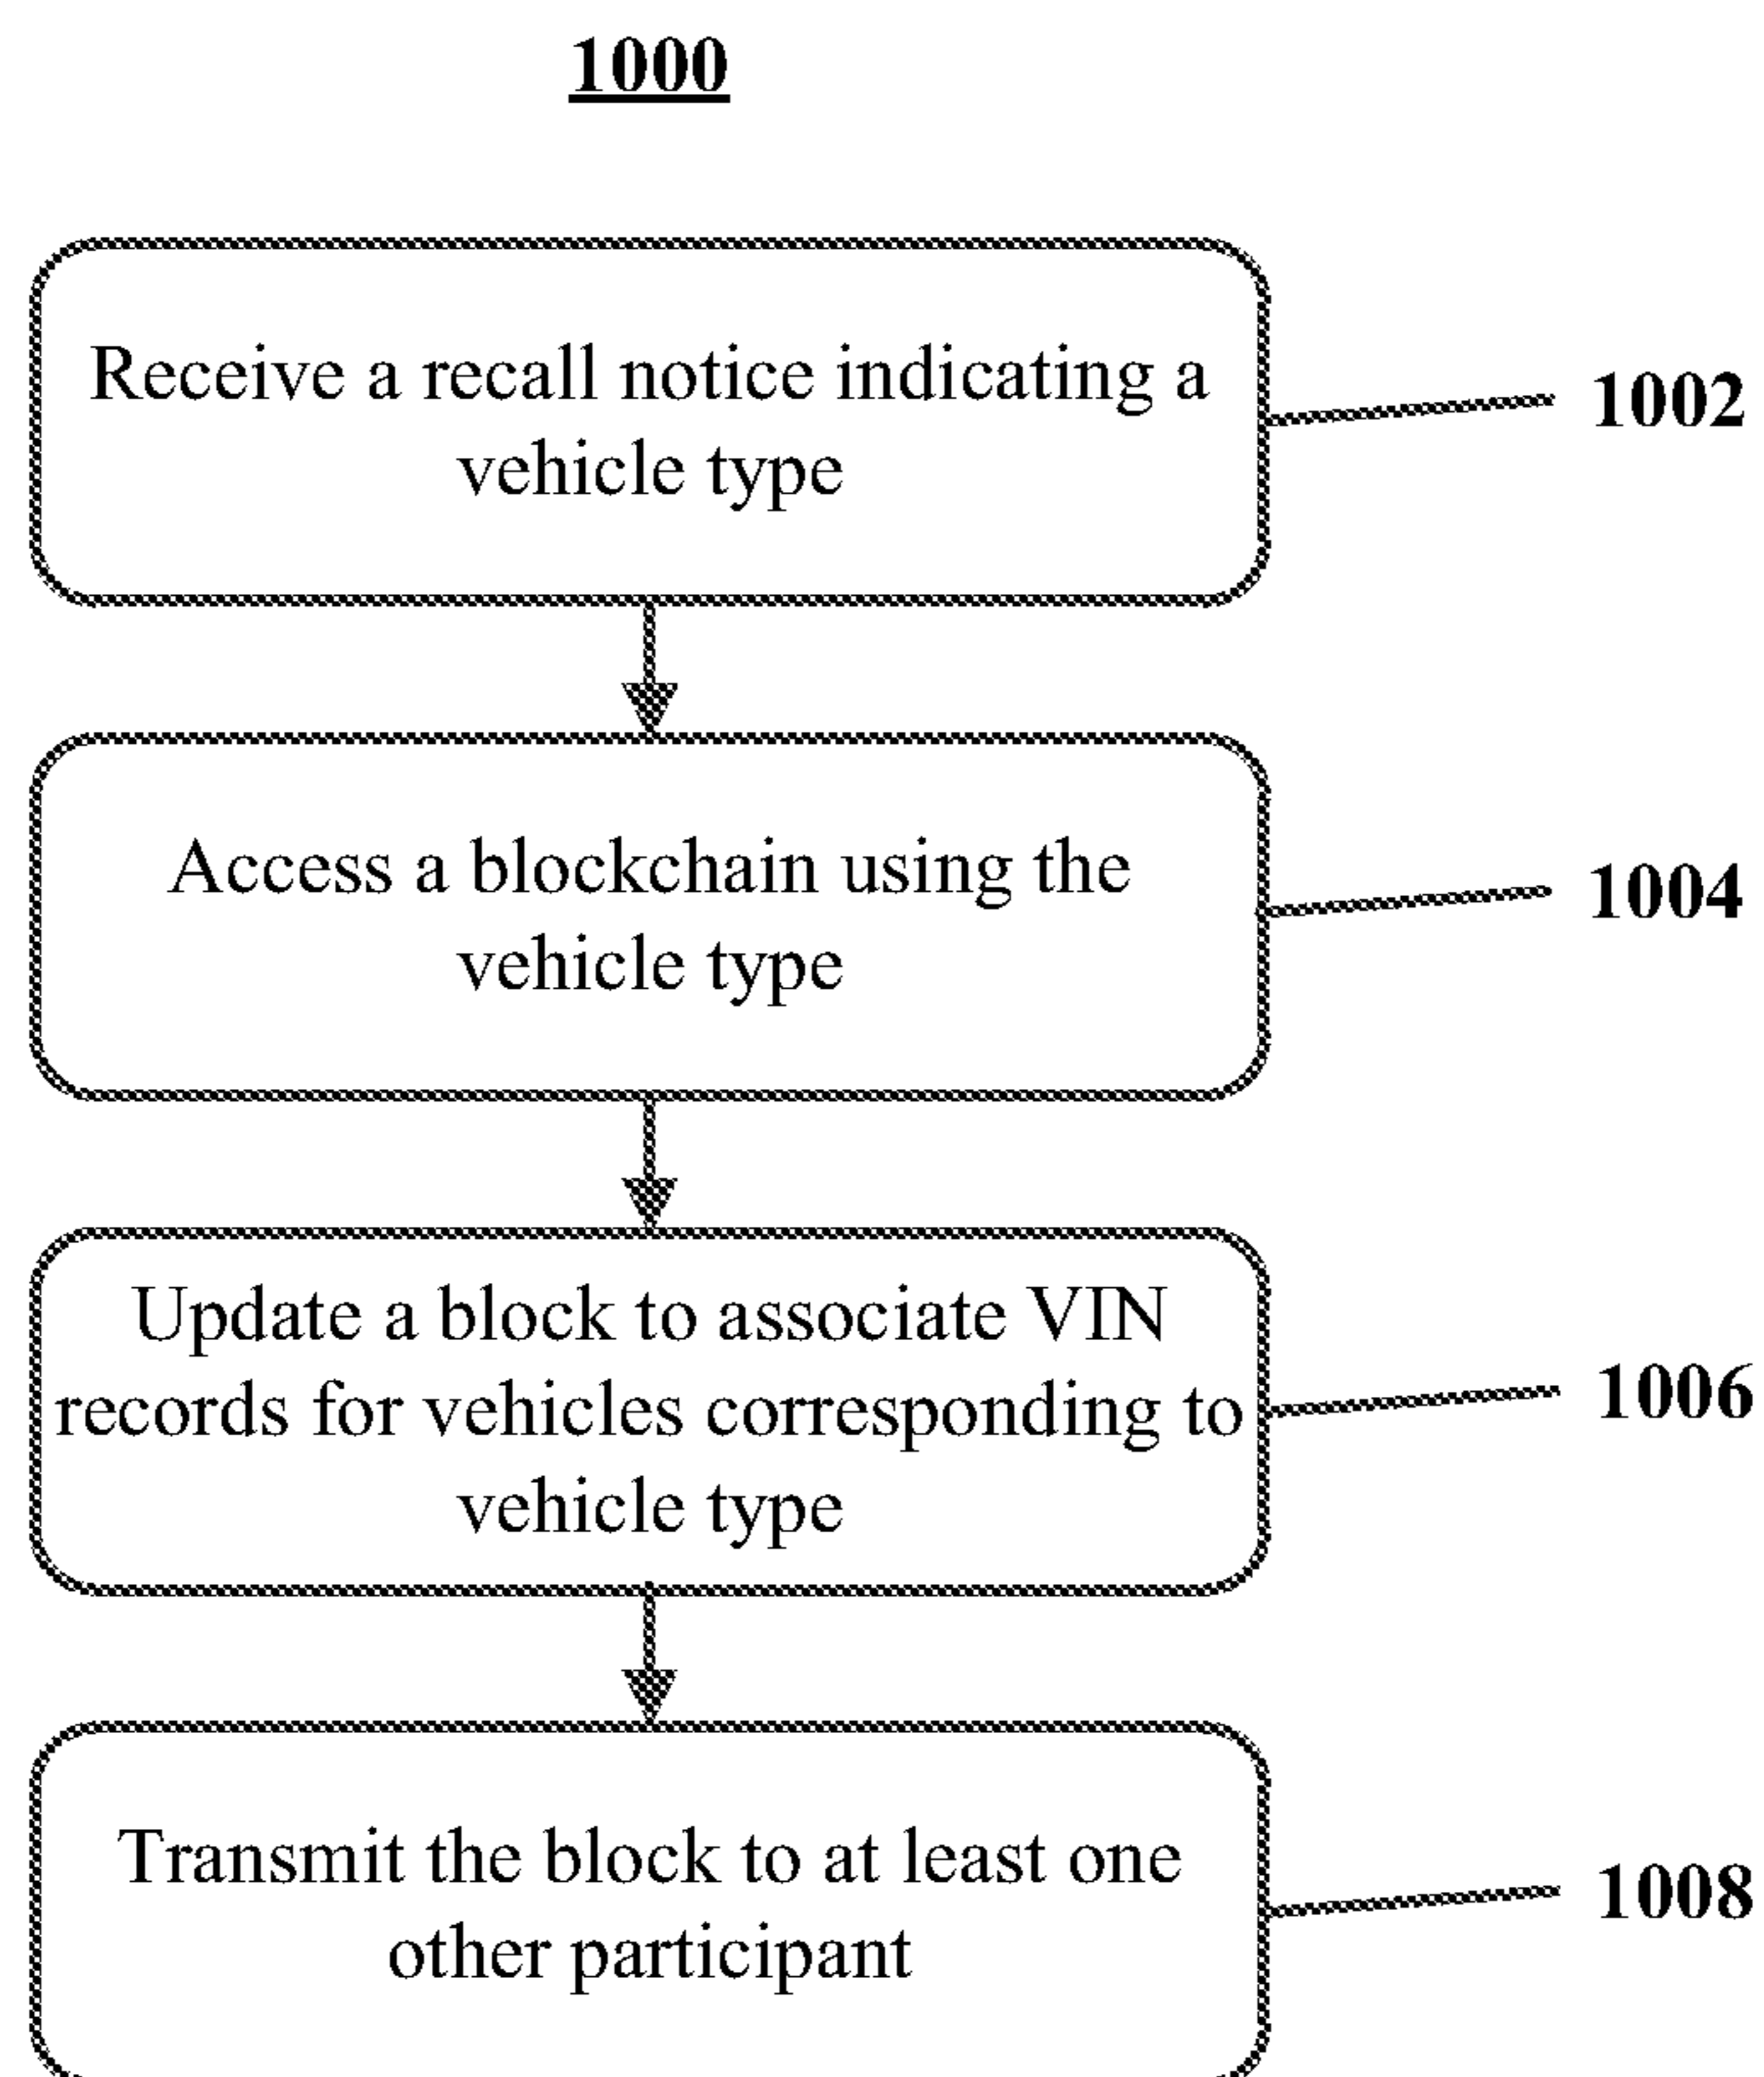 1000
Receive a recall notice indicating a
vehicle type
1002
Access a blockchain using the
vehicle type
1004
Update a block to associate VIN
records for vehicles corresponding to
vehicle type
1006
Transmit the block to at least one
other participant
1008